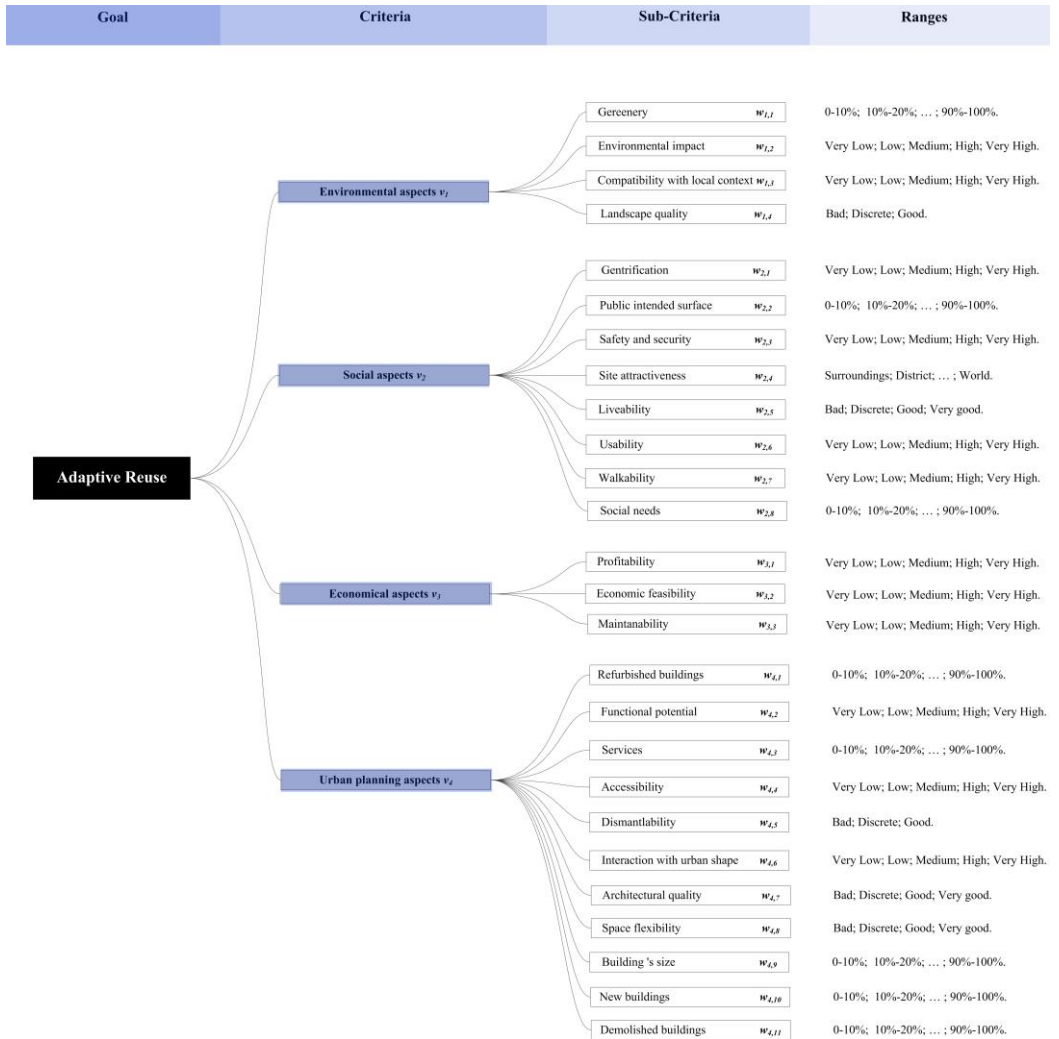 Goal Criteria Sub-Criteria Ranges
Gereenery w1,1 0-10%; 10%-20%; … ; 90%-100%.
Environmental impact w1,2 Very Low; Low; Medium; High; Very High.
Compatibility with local context w1,3 Very Low; Low; Medium; High; Very High.
Environmental aspects v1
Landscape quality w1,4 Bad; Discrete; Good.
Gentrification w2,1 Very Low; Low; Medium; High; Very High.
Public intended surface w2,2 0-10%; 10%-20%; … ; 90%-100%.
Safety and security w2,3 Very Low; Low; Medium; High; Very High.
Social aspects v2
Site attractiveness w2,4 Surroundings; District; … ; World.
Liveability w2,5 Bad; Discrete; Good; Very good.
Usability w2,6 Very Low; Low; Medium; High; Very High.
Adaptive Reuse
Walkability w2,7 Very Low; Low; Medium; High; Very High.
Social needs w2,8 0-10%; 10%-20%; … ; 90%-100%.
Profitability w3,1 Very Low; Low; Medium; High; Very High.
Economical aspects v3
Economic feasibility w3,2 Very Low; Low; Medium; High; Very High.
Maintanability w3,3 Very Low; Low; Medium; High; Very High.
Refurbished buildings w4,1 0-10%; 10%-20%; … ; 90%-100%.
Functional potential w4,2 Very Low; Low; Medium; High; Very High.
Services w4,3 0-10%; 10%-20%; … ; 90%-100%.
Urban planning aspects v4
Accessibility w4,4 Very Low; Low; Medium; High; Very High.
Dismantlability w4,5 Bad; Discrete; Good.
Interaction with urban shape w4,6 Very Low; Low; Medium; High; Very High.
Architectural quality w4,7 Bad; Discrete; Good; Very good.
Space flexibility w4,8 Bad; Discrete; Good; Very good.
Building 's size w4,9 0-10%; 10%-20%; … ; 90%-100%.
New buildings w4,10 0-10%; 10%-20%; … ; 90%-100%.
Demolished buildings w4,11 0-10%; 10%-20%; … ; 90%-100%.